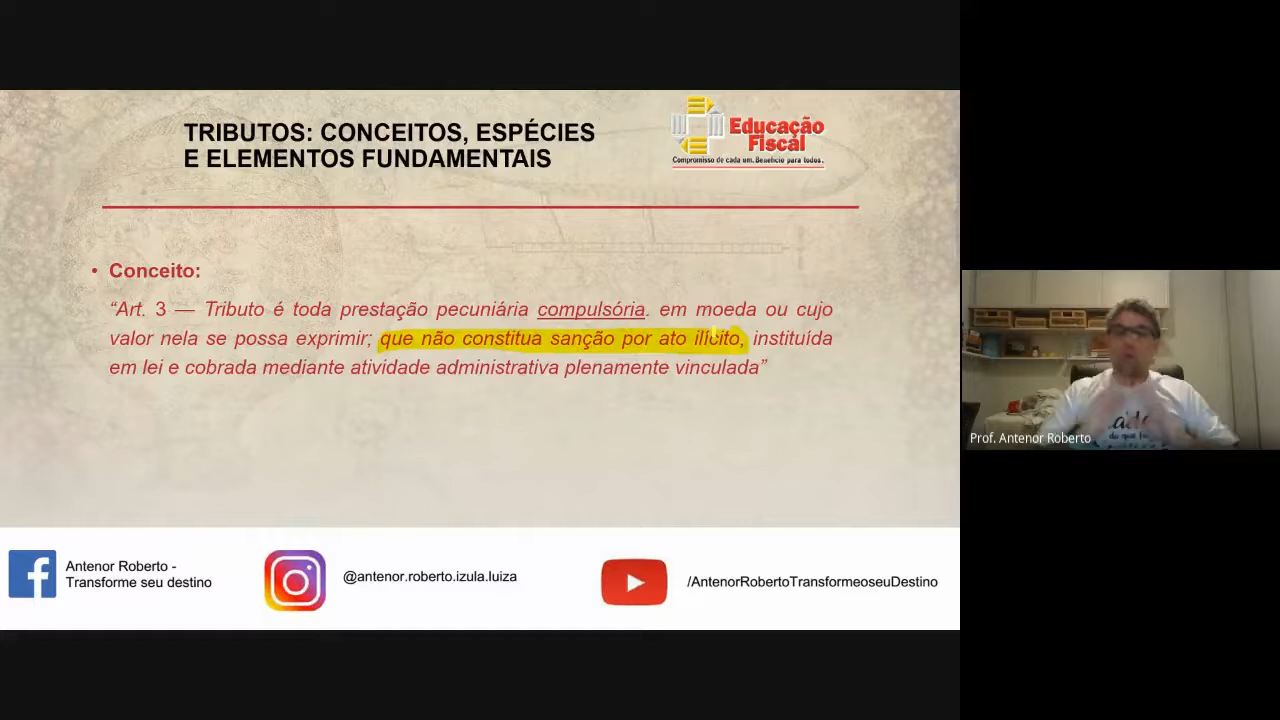 TRIBUTOS: CONCEITOS, ESPÉCIES
E ELEMENTOS FUNDAMENTAIS
Educação
Fiscal
Compromisso de cada um. Benefício para todos.
• Conceito:
“Art. 3 — Tributo é toda prestação pecuniária compulsória. em moeda ou cujo
valor nela se possa exprimir; que não constitua sanção por ato ilícito, instituída
em lei e cobrada mediante atividade administrativa plenamente vinculada”
Prof. Antenor Roberto
Antenor Roberto -
Transforme seu destino
@antenor.roberto.izula.luiza
/AntenorRobertoTransformeoseuDestino